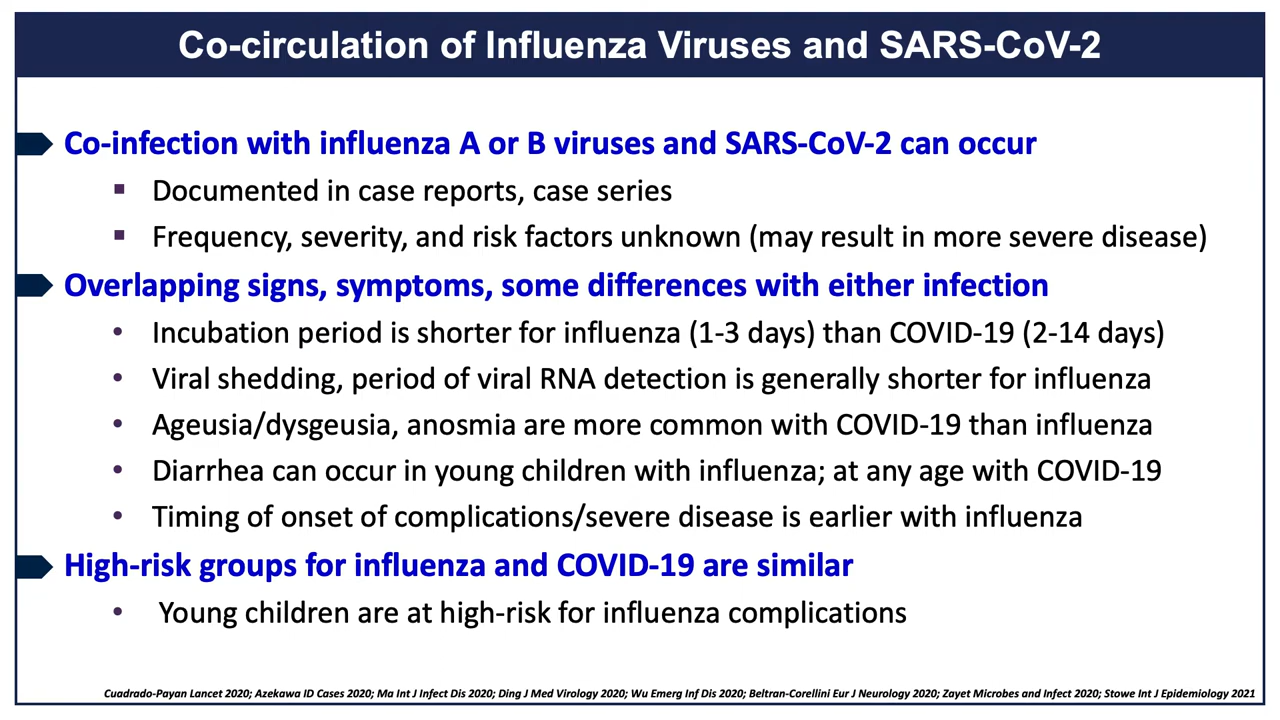 Co-circulation of Influenza Viruses and SARS-CoV-2
Co-infection with influenza A or B viruses and SARS-CoV-2 can occur
▪ Documented in case reports, case series
▪ Frequency, severity, and risk factors unknown (may result in more severe disease)
Overlapping signs, symptoms, some differences with either infection
• Incubation period is shorter for influenza (1-3 days) than COVID-19 (2-14 days)
• Viral shedding, period of viral RNA detection is generally shorter for influenza
• Ageusia/dysgeusia, anosmia are more common with COVID-19 than influenza
• Diarrhea can occur in young children with influenza; at any age with COVID-19
• Timing of onset of complications/severe disease is earlier with influenza
High-risk groups for influenza and COVID-19 are similar
• Young children are at high-risk for influenza complications
Cuadrado-Payan Lancet 2020; Azekawa ID Cases 2020; Ma Int J Infect Dis 2020; Ding J Med Virology 2020; Wu Emerg Inf Dis 2020; Beltran-Corellini Eur J Neurology 2020; Zayet Microbes and Infect 2020; Stowe Int J Epidemiology 2021